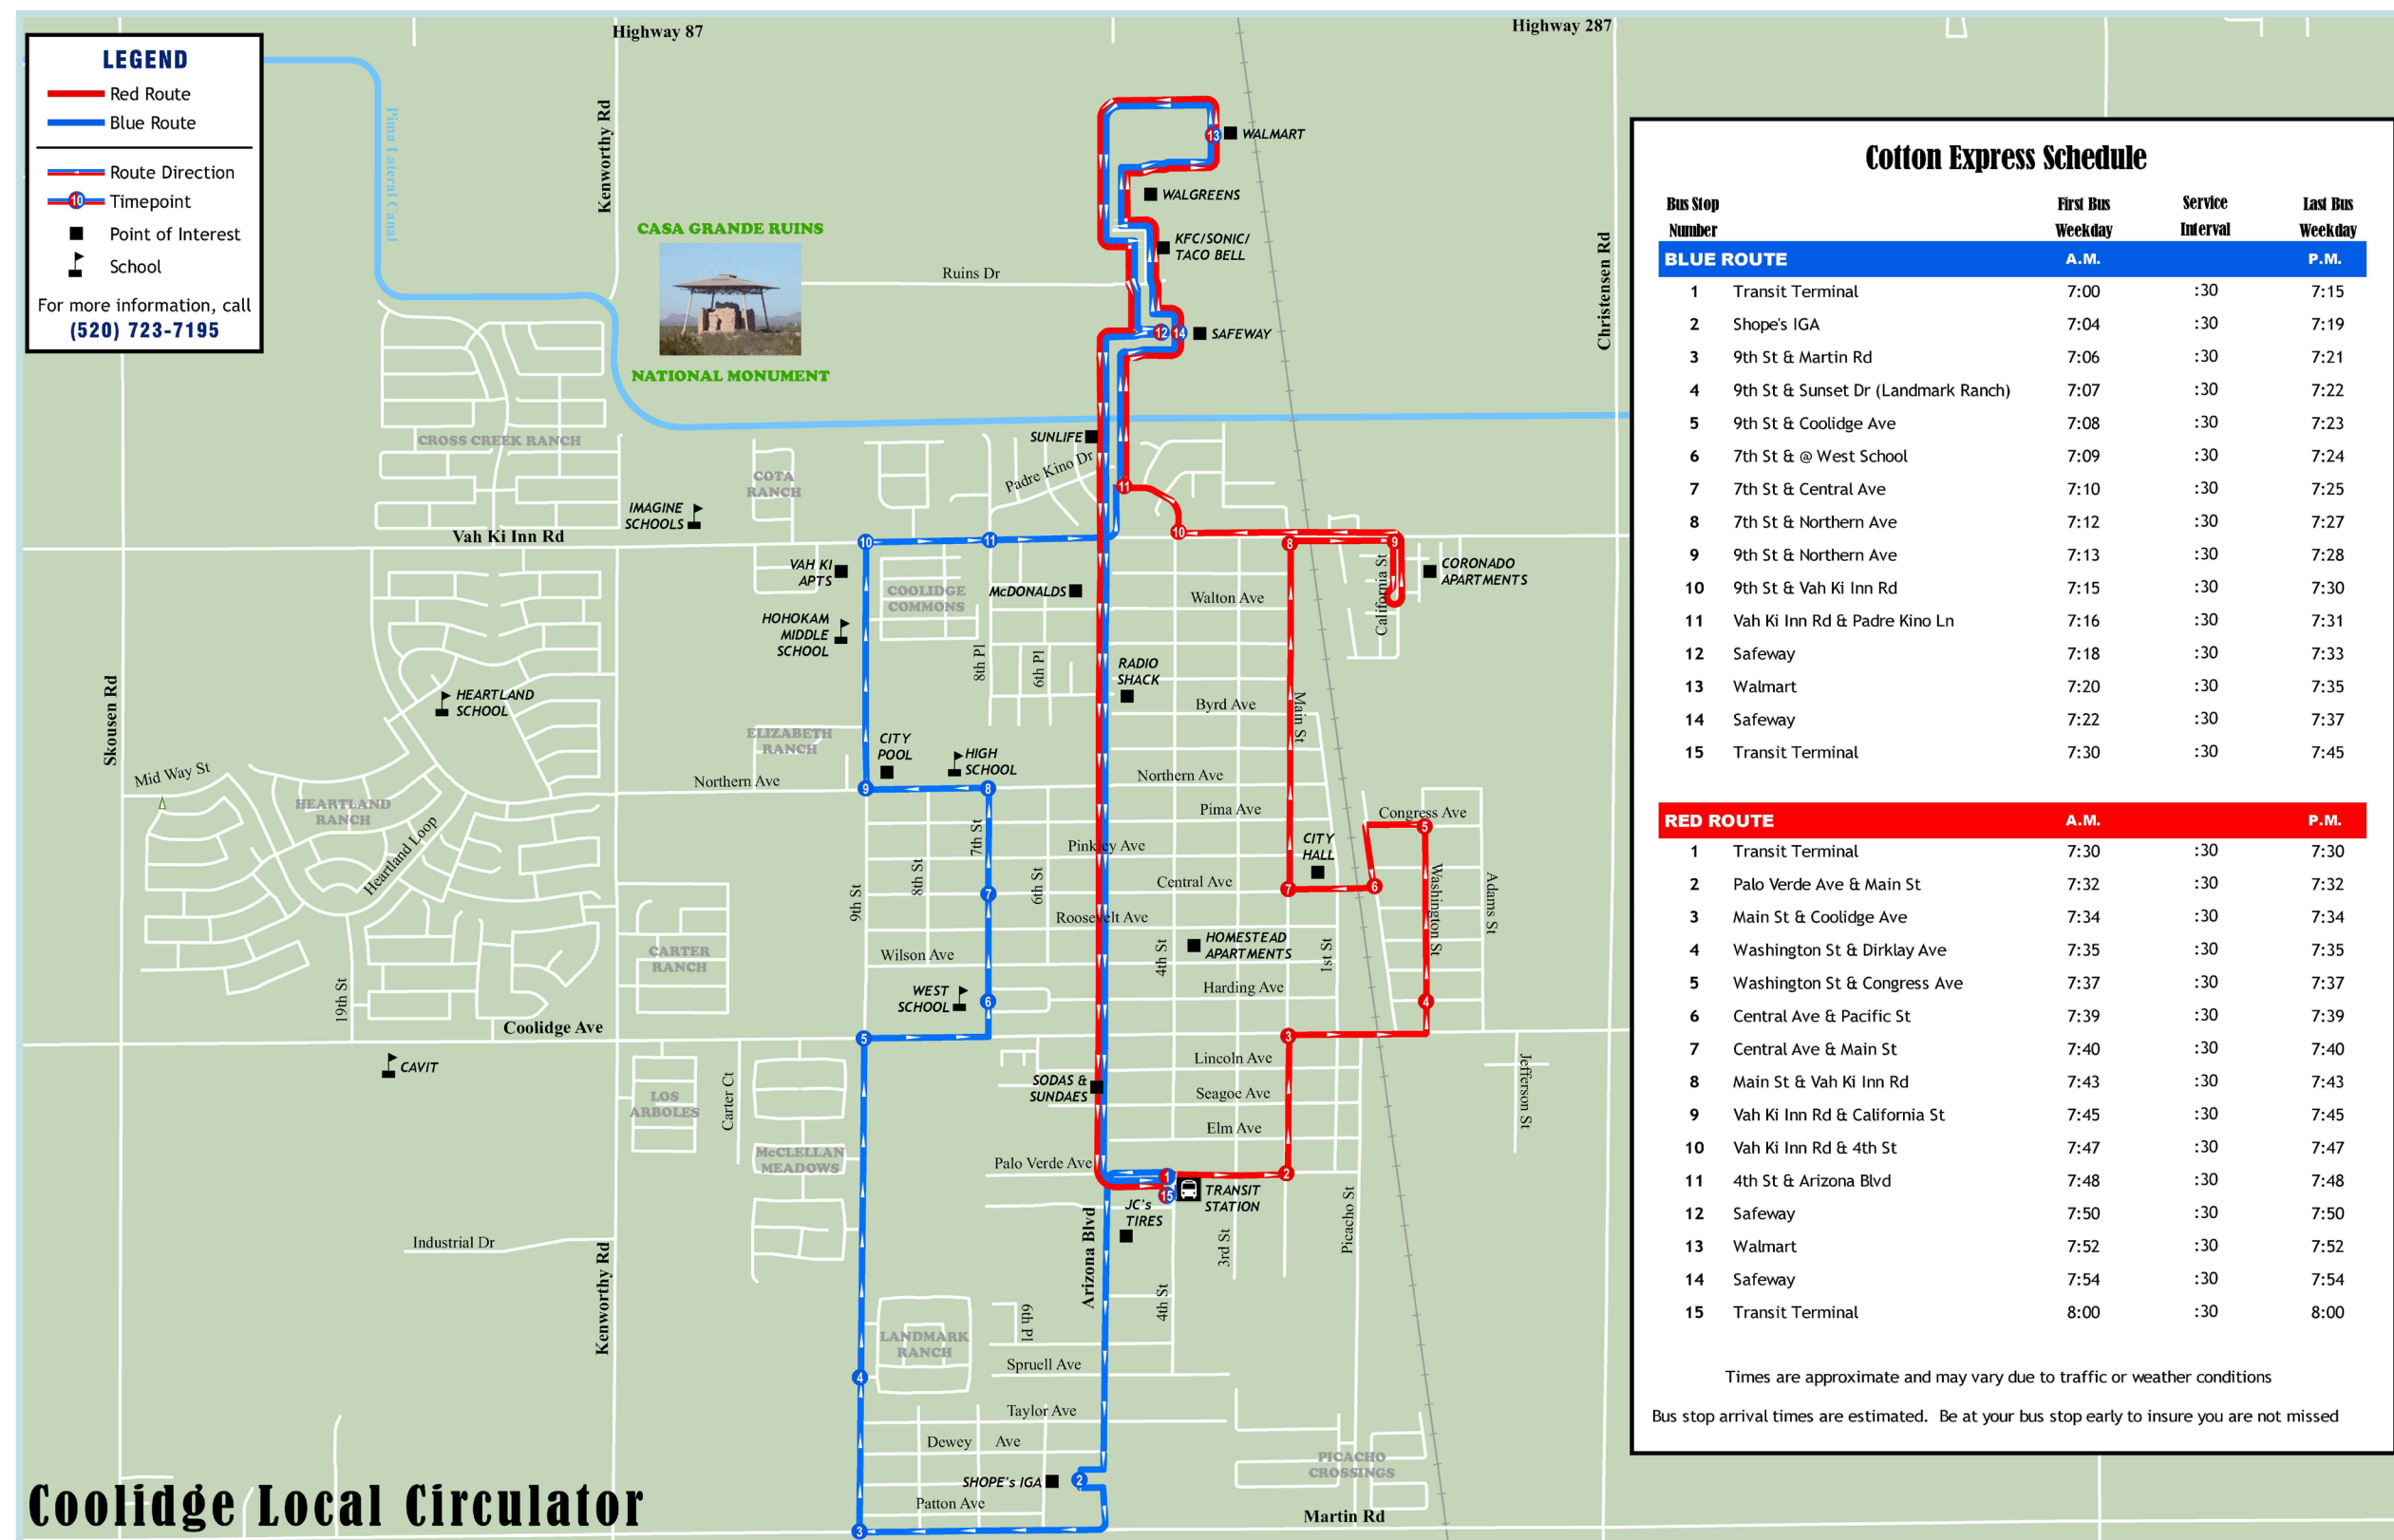 Highway 87
Highway 287
LEGEND
Red Route
Blue Route
Route Direction
10 Timepoint
Point of Interest
School
For more information, call
(520) 723-7195
Pima Lateral Canal
Kenworthy Rd
CASA GRANDE RUINS
NATIONAL MONUMENT
Ruins Dr
13
WALMART
WALGREENS
KFC/SONIC/
TACO BELL
12
14
SAFEWAY
Christensen Rd
CROSS CREEK RANCH
COTA
RANCH
SUNLIFE
Padre Kino Dr
IMAGINE
SCHOOLS
Vah Ki Inn Rd
10
11
11
10
8
9
VAH KI
APTS
COOLIDGE
COMMONS
McDONALDS
Walton Ave
California St
CORONADO
APARTMENTS
HOHOKAM
MIDDLE
SCHOOL
8th Pl
6th Pl
RADIO
SHACK
Byrd Ave
Main St
Skousen Rd
HEARTLAND
SCHOOL
ELIZABETH
RANCH
CITY
POOL
HIGH
SCHOOL
Mid Way St
Northern Ave
9
8
Northern Ave
HEARTLAND
RANCH
Heartland Loop
Pima Ave
Congress Ave
5
7th St
Pinkley Ave
CITY
HALL
9th St
8th St
7
6th St
Central Ave
7
6
Washington St
Adams St
Roosevelt Ave
CARTER
RANCH
Wilson Ave
4th St
HOMESTEAD
APARTMENTS
1st St
19th St
WEST
SCHOOL
6
Harding Ave
4
Coolidge Ave
5
3
CAVIT
Lincoln Ave
Jefferson St
LOS
ARBOLES
Carter Ct
SODAS &
SUNDAES
Seagoe Ave
Elm Ave
McCLELLAN
MEADOWS
Palo Verde Ave
1
2
15
TRANSIT
STATION
JC's
TIRES
Arizona Blvd
3rd St
Picacho St
Industrial Dr
Kenworthy Rd
6th Pl
4th St
LANDMARK
RANCH
Spruell Ave
4
Taylor Ave
Dewey Ave
SHOPE's IGA
2
PICACHO
CROSSINGS
Patton Ave
3
Martin Rd
Coolidge Local Circulator
Cotton Express Schedule
Bus Stop Number First Bus Weekday Service Interval Last Bus Weekday
BLUE ROUTE A.M. P.M.
1 Transit Terminal 7:00 :30 7:15
2 Shope's IGA 7:04 :30 7:19
3 9th St & Martin Rd 7:06 :30 7:21
4 9th St & Sunset Dr (Landmark Ranch) 7:07 :30 7:22
5 9th St & Coolidge Ave 7:08 :30 7:23
6 7th St & @ West School 7:09 :30 7:24
7 7th St & Central Ave 7:10 :30 7:25
8 7th St & Northern Ave 7:12 :30 7:27
9 9th St & Northern Ave 7:13 :30 7:28
10 9th St & Vah Ki Inn Rd 7:15 :30 7:30
11 Vah Ki Inn Rd & Padre Kino Ln 7:16 :30 7:31
12 Safeway 7:18 :30 7:33
13 Walmart 7:20 :30 7:35
14 Safeway 7:22 :30 7:37
15 Transit Terminal 7:30 :30 7:45
RED ROUTE A.M. P.M.
1 Transit Terminal 7:30 :30 7:30
2 Palo Verde Ave & Main St 7:32 :30 7:32
3 Main St & Coolidge Ave 7:34 :30 7:34
4 Washington St & Dirklay Ave 7:35 :30 7:35
5 Washington St & Congress Ave 7:37 :30 7:37
6 Central Ave & Pacific St 7:39 :30 7:39
7 Central Ave & Main St 7:40 :30 7:40
8 Main St & Vah Ki Inn Rd 7:43 :30 7:43
9 Vah Ki Inn Rd & California St 7:45 :30 7:45
10 Vah Ki Inn Rd & 4th St 7:47 :30 7:47
11 4th St & Arizona Blvd 7:48 :30 7:48
12 Safeway 7:50 :30 7:50
13 Walmart 7:52 :30 7:52
14 Safeway 7:54 :30 7:54
15 Transit Terminal 8:00 :30 8:00
Times are approximate and may vary due to traffic or weather conditions
Bus stop arrival times are estimated. Be at your bus stop early to insure you are not missed